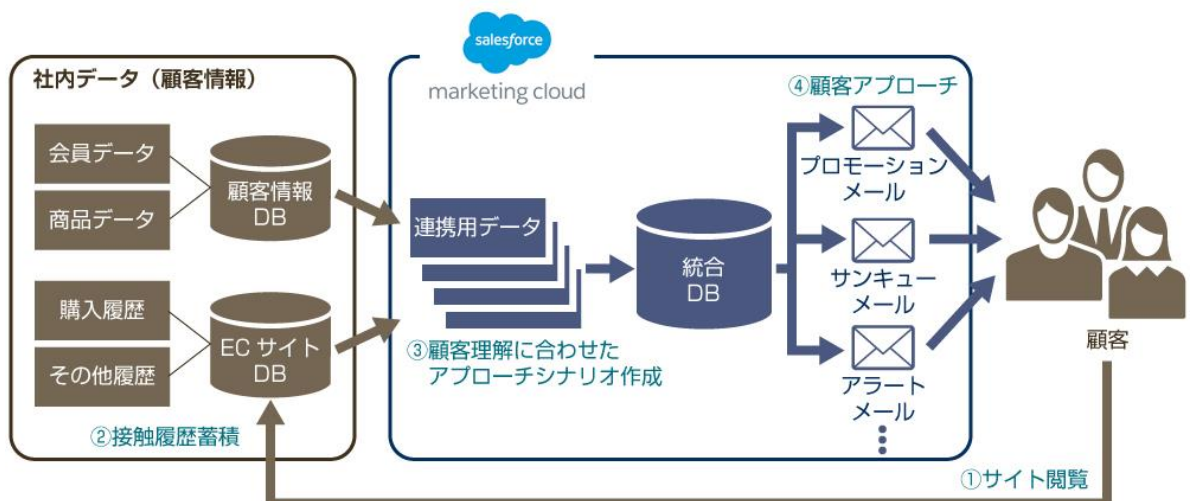 salesforce
marketing cloud
社内データ（顧客情報）
会員データ
商品データ
顧客情報
DB
購入履歴
その他履歴
EC サイト
DB
②接触履歴蓄積
連携用データ
③顧客理解に合わせた
アプローチシナリオ作成
統合
DB
④顧客アプローチ
プロモーション
メール
サンキュー
メール
アラート
メール
顧客
①サイト閲覧